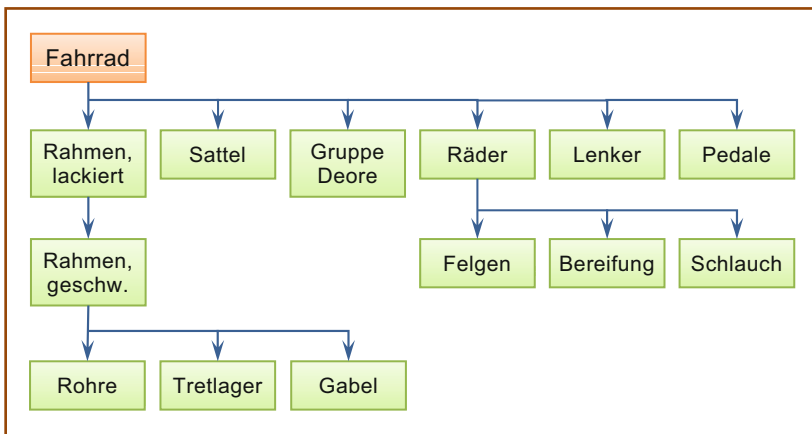 Fahrrad
Rahmen,
lackiert
Sattel
Gruppe
Deore
Räder
Lenker
Pedale
Rahmen,
geschw.
Felgen
Bereifung
Schlauch
Rohre
Tretlager
Gabel